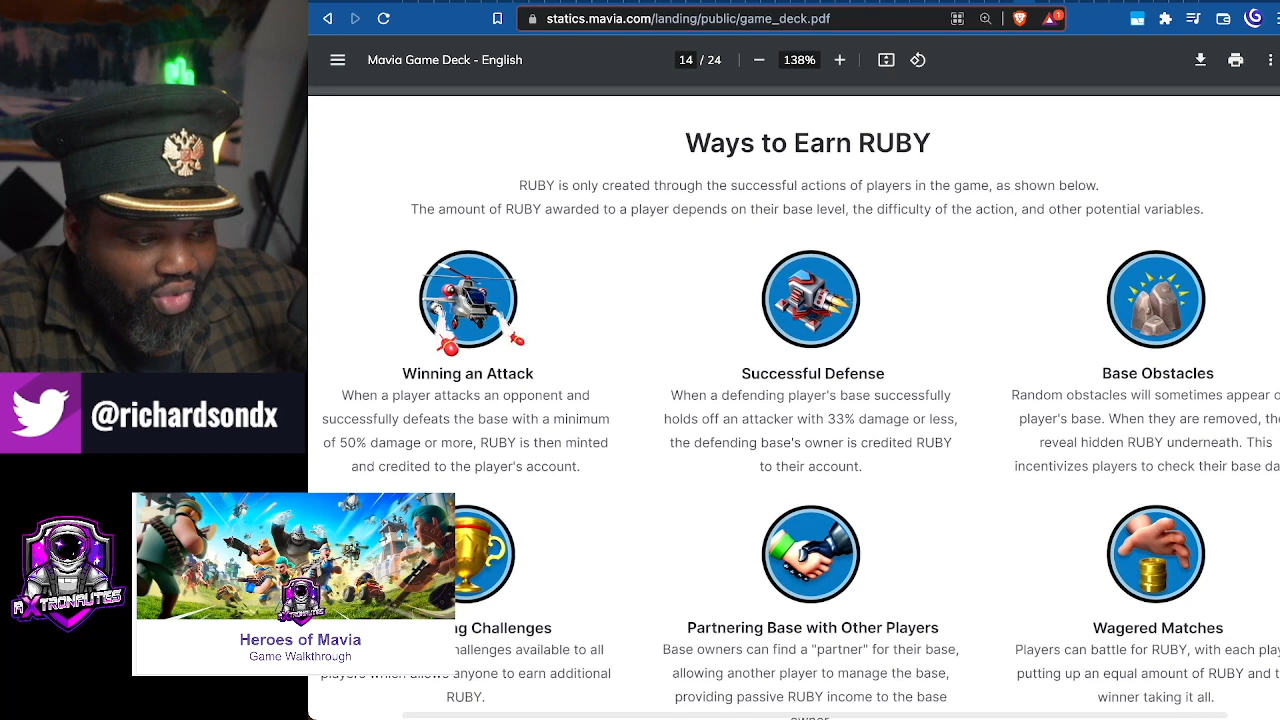 statics.mavia.com/landing/public/game_deck.pdf
1
Mavia Game Deck - English
14 / 24
138%
Ways to Earn RUBY
RUBY is only created through the successful actions of players in the game, as shown below.
The amount of RUBY awarded to a player depends on their base level, the difficulty of the action, and other potential variables.
Winning an Attack
When a player attacks an opponent and
successfully defeats the base with a minimum
of 50% damage or more, RUBY is then minted
and credited to the player's account.
Successful Defense
When a defending player's base successfully
holds off an attacker with 33% damage or less,
the defending base's owner is credited RUBY
to their account.
Base Obstacles
Random obstacles will sometimes appear
player's base. When they are removed,
reveal hidden RUBY underneath. This
incentivizes players to check their base
Challenges
available to all
players which allows anyone to earn additional
RUBY.
Partnering Base with Other Players
Base owners can find a "partner" for their base,
allowing another player to manage the base,
providing passive RUBY income to the base
owner
Wagered Matches
Players can battle for RUBY, with each
putting up an equal amount of RUBY and
winner taking it all.
@richardsondx
AXTRONAUTES
AXTRONAUTES
Heroes of Mavia
Game Walkthrough